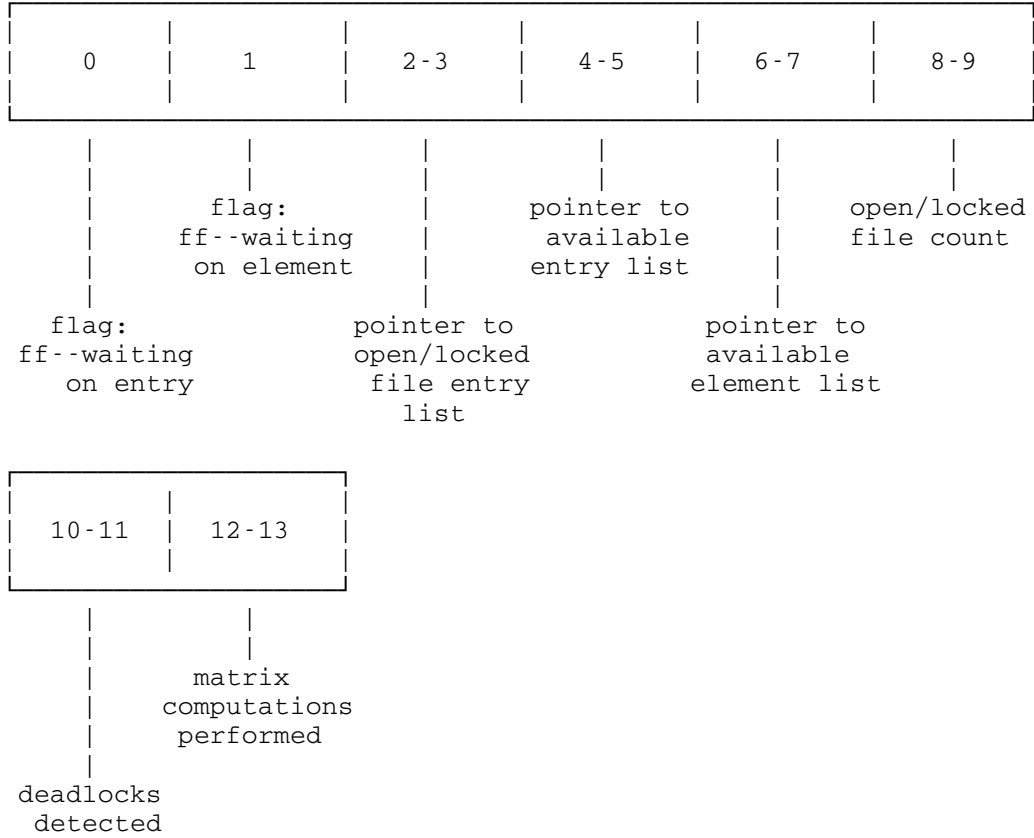 0 1 2-3 4-5 6-7 8-9
flag: pointer to open/locked
ff--waiting available file count
on element entry list
flag: pointer to pointer to
ff--waiting open/locked available
on entry file entry element list
list
10-11 12-13
matrix
computations
performed
deadlocks
detected